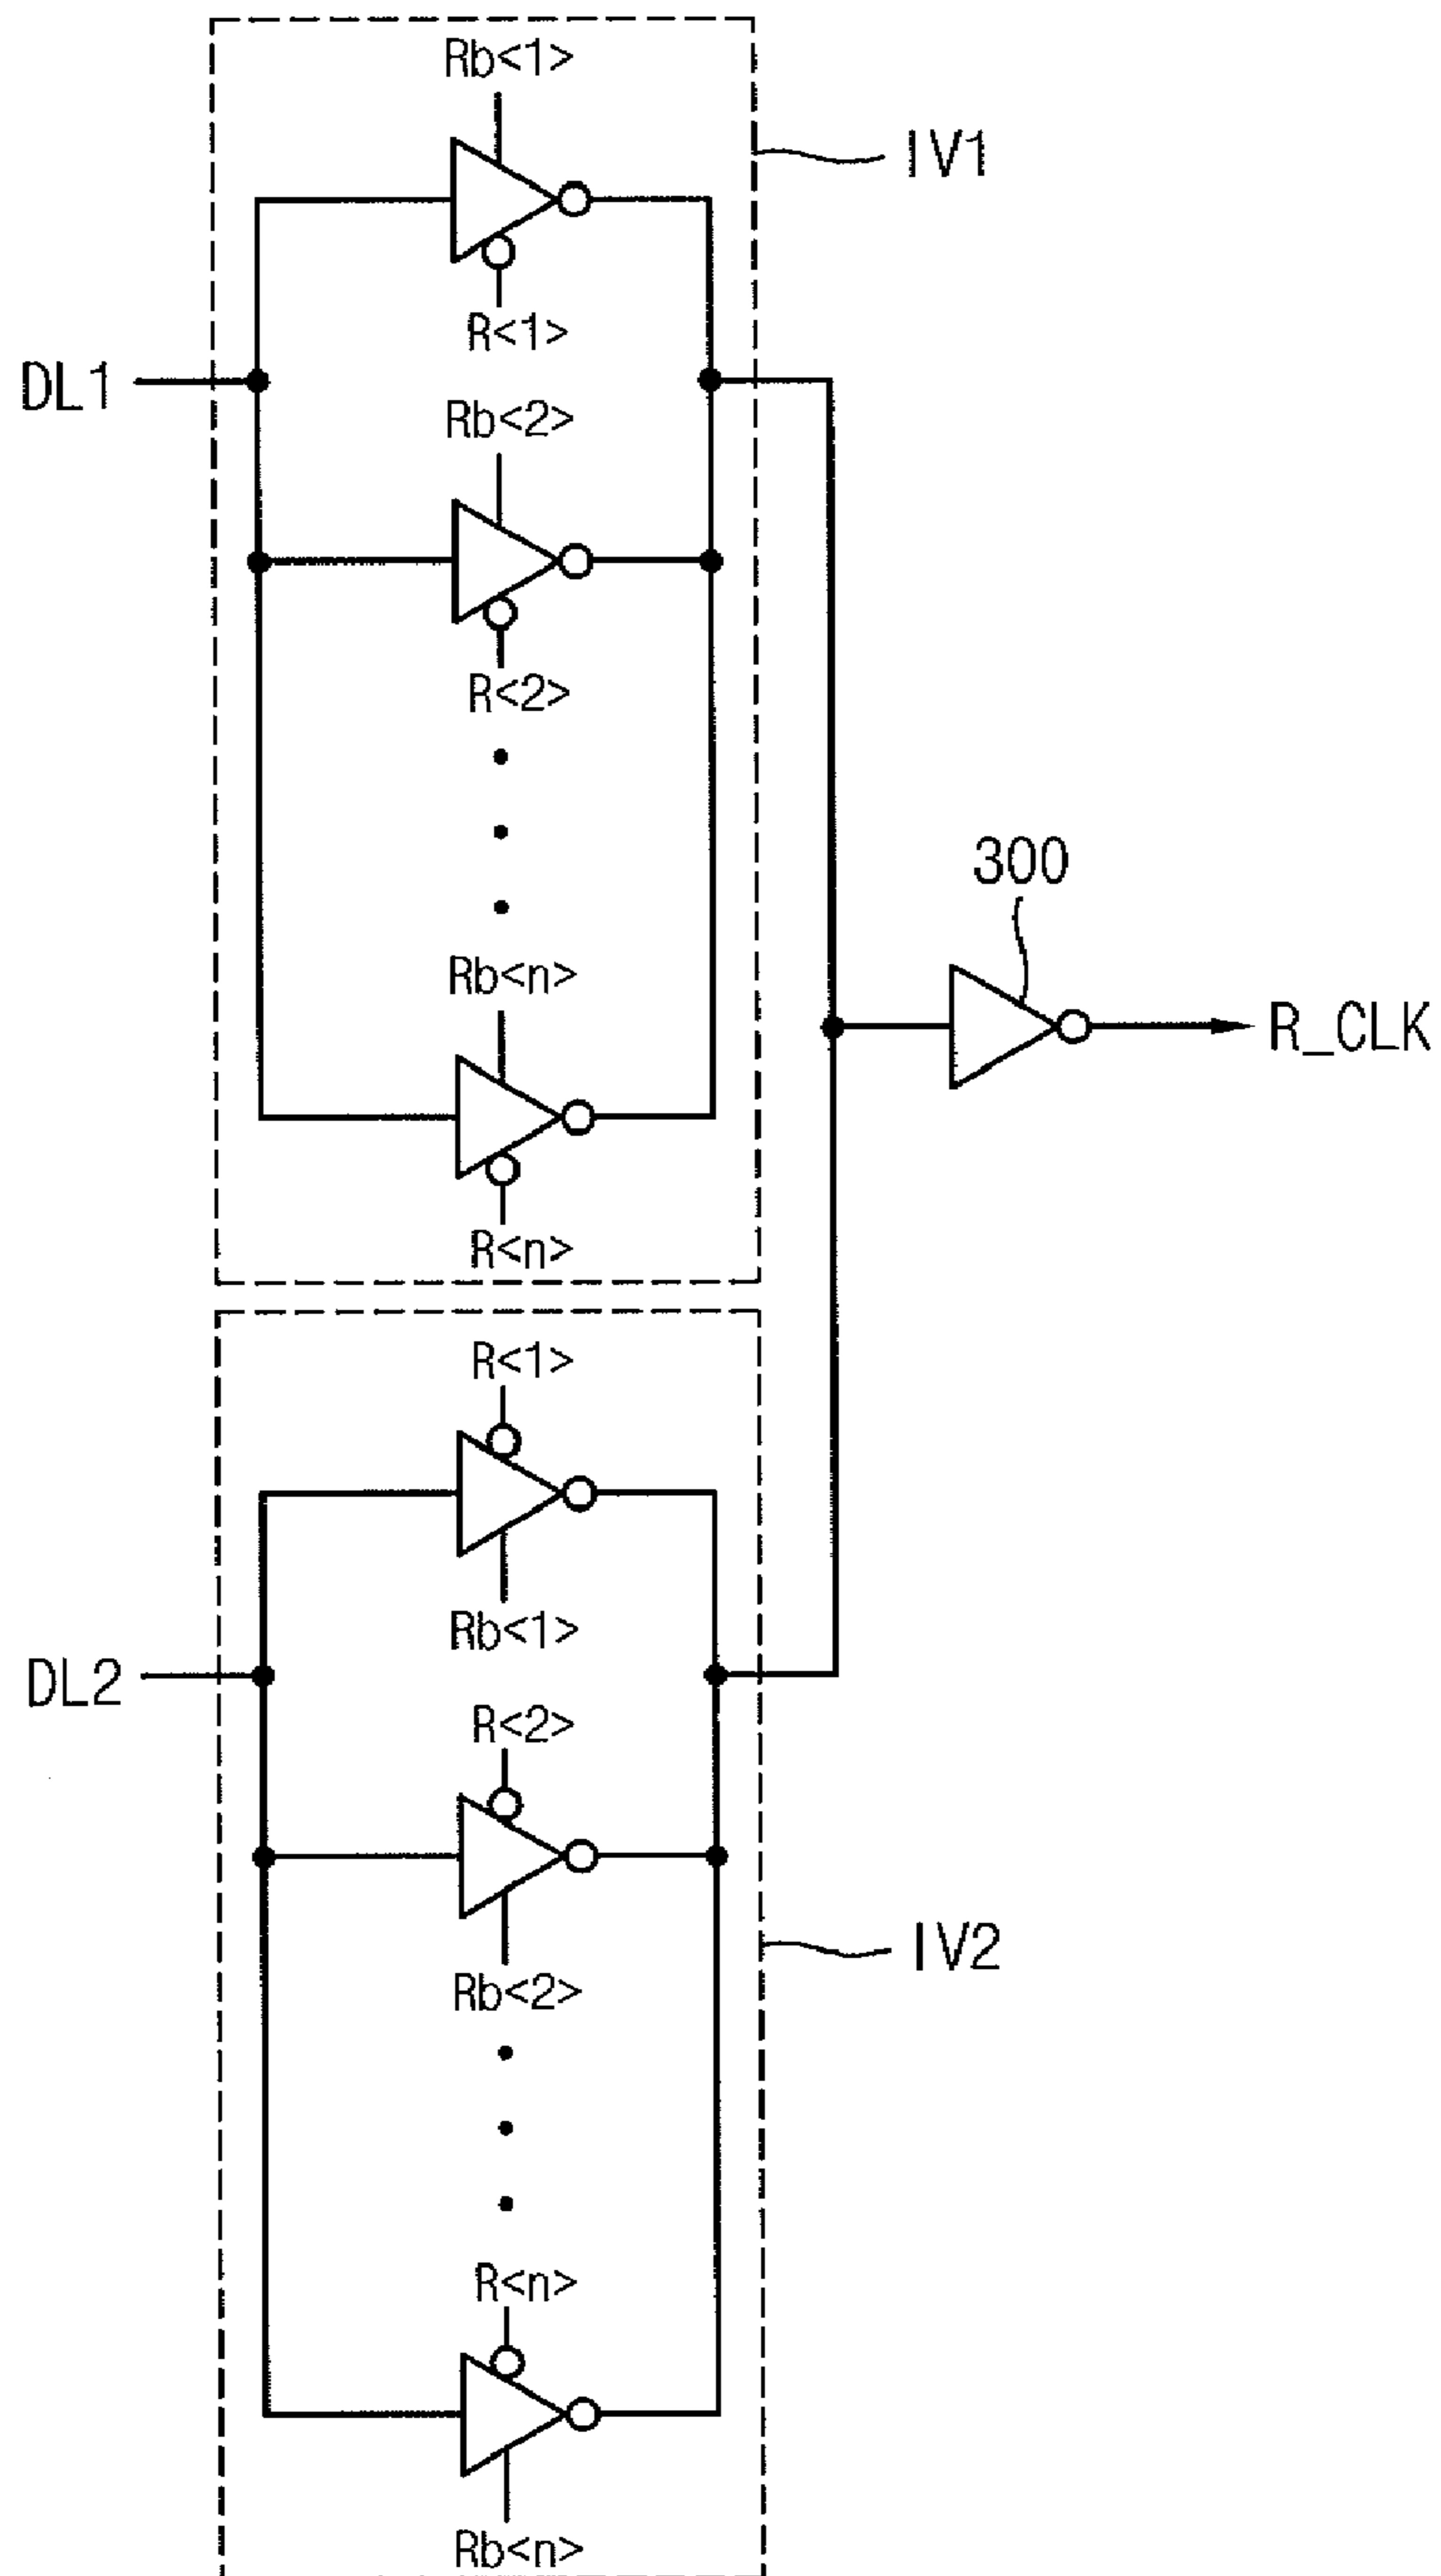 Rb<1>
IV1
R<1>
DL1
Rb<2>
R<2>
300
Rb<n>
R_CLK
R<n>
R<1>
Rb<1>
DL2
R<2>
IV2
Rb<2>
R<n>
Rb<n>